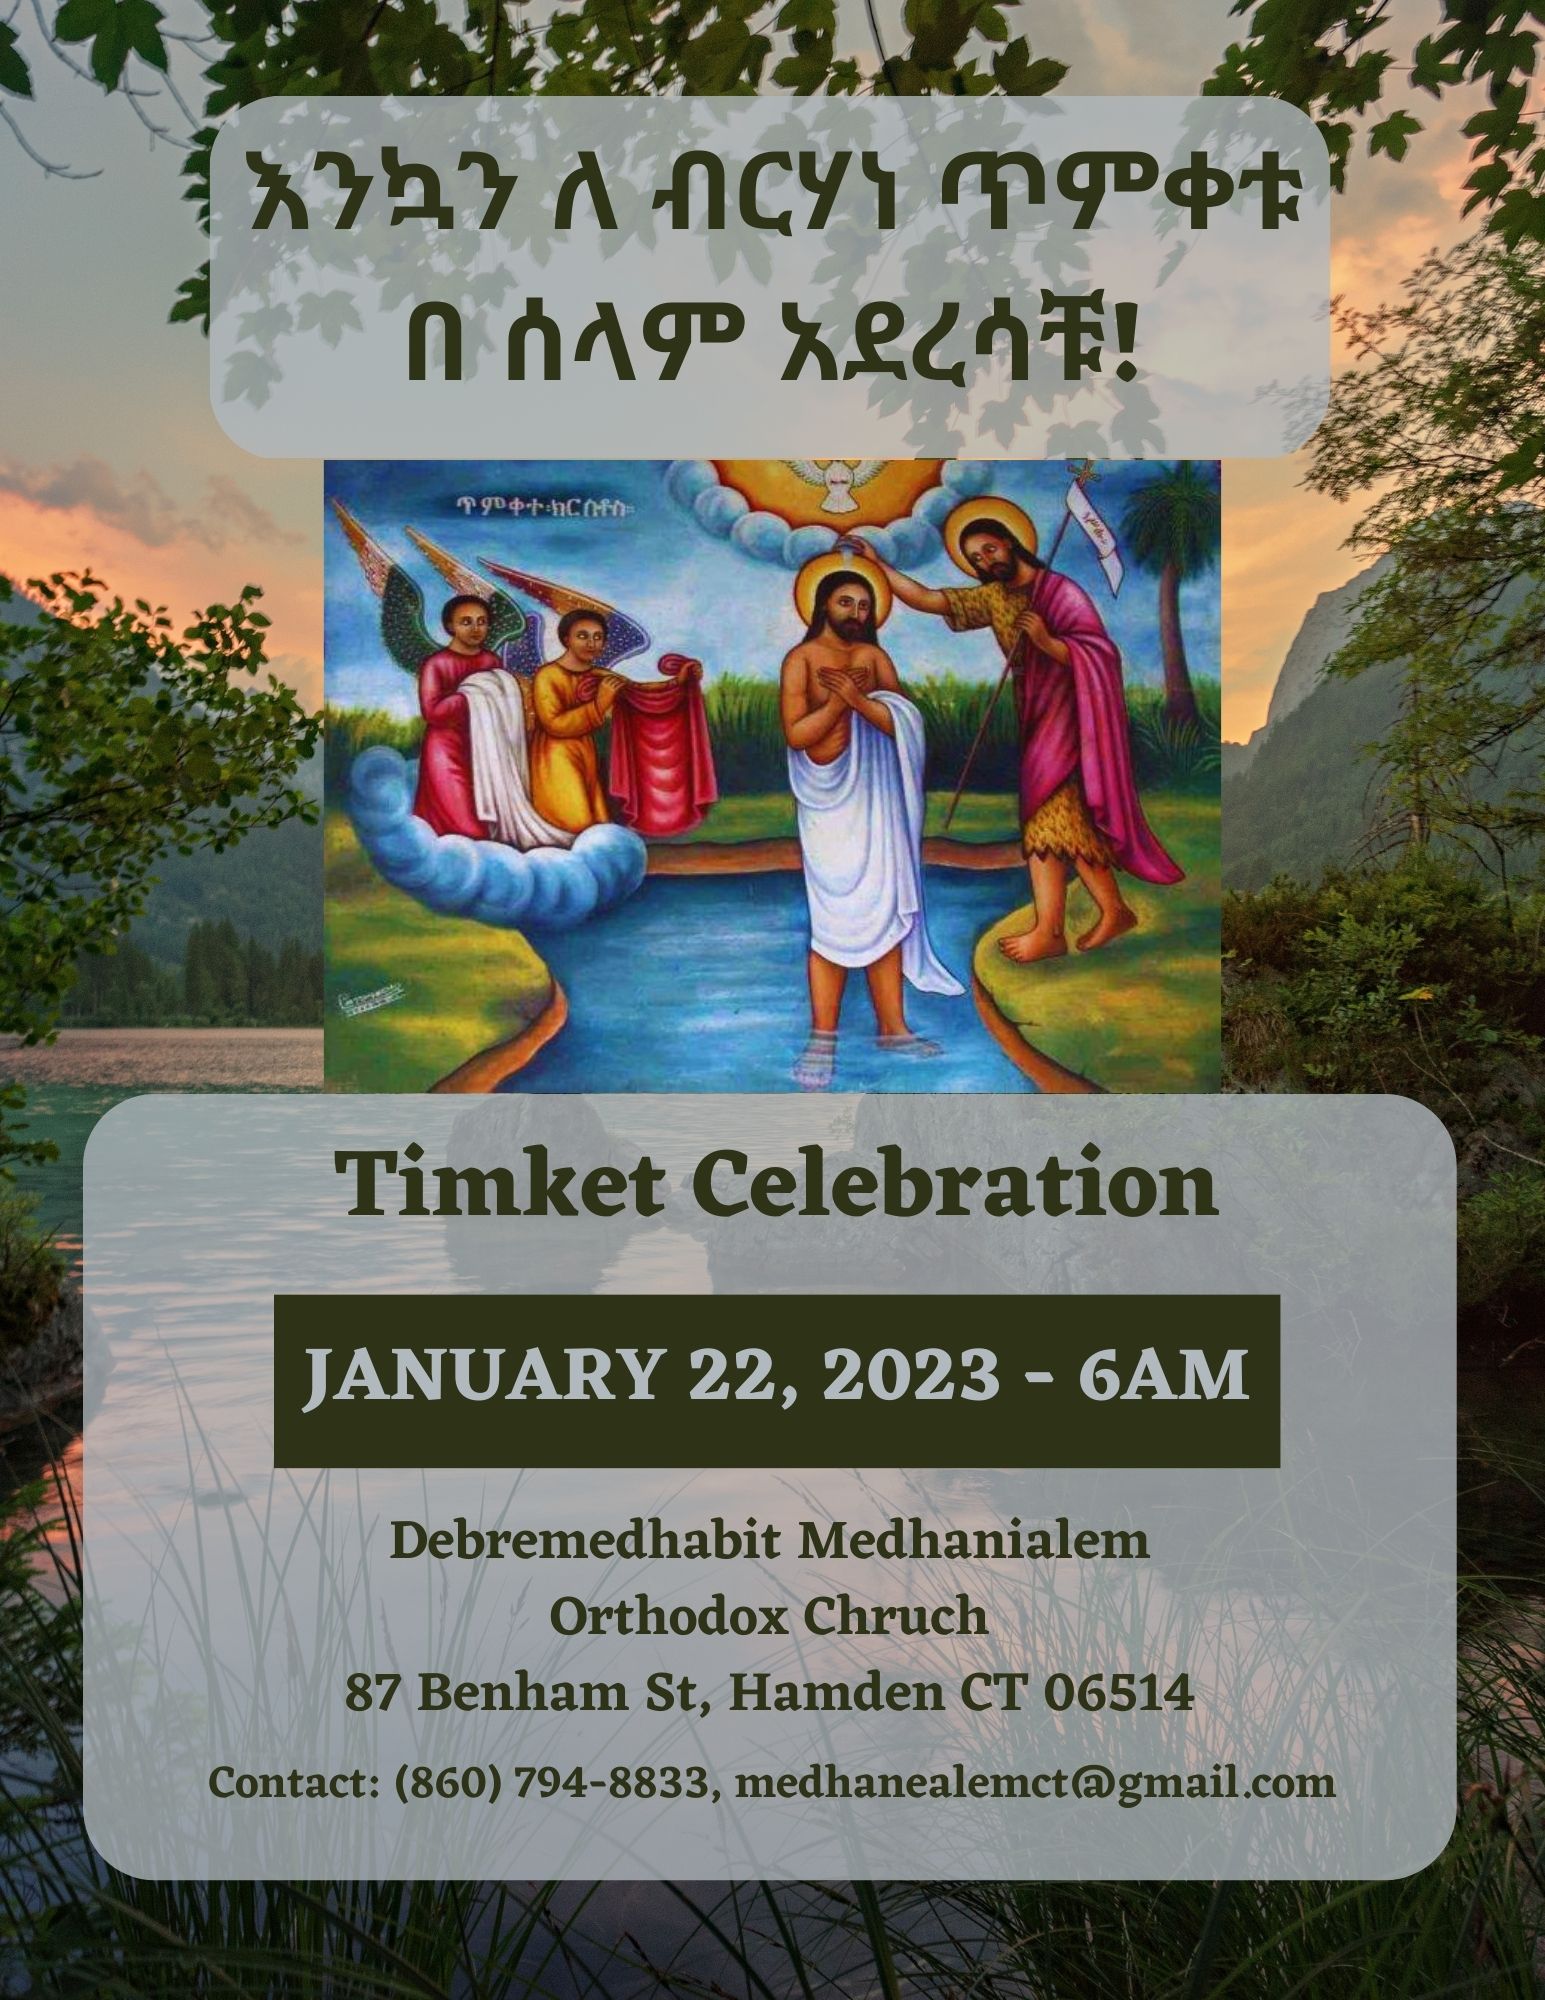 እንኳን ለ ብርሃነ ጥምቀቱ
በ ሰላም አደረሳቹ!
ጥምቀተ፡ክርስቶስ።
Timket Celebration
JANUARY 22, 2023 - 6AM
Debremedhabit Medhanialem
Orthodox Chruch
87 Benham St, Hamden CT 06514
Contact: (860) 794-8833, medhanealemct@gmail.com